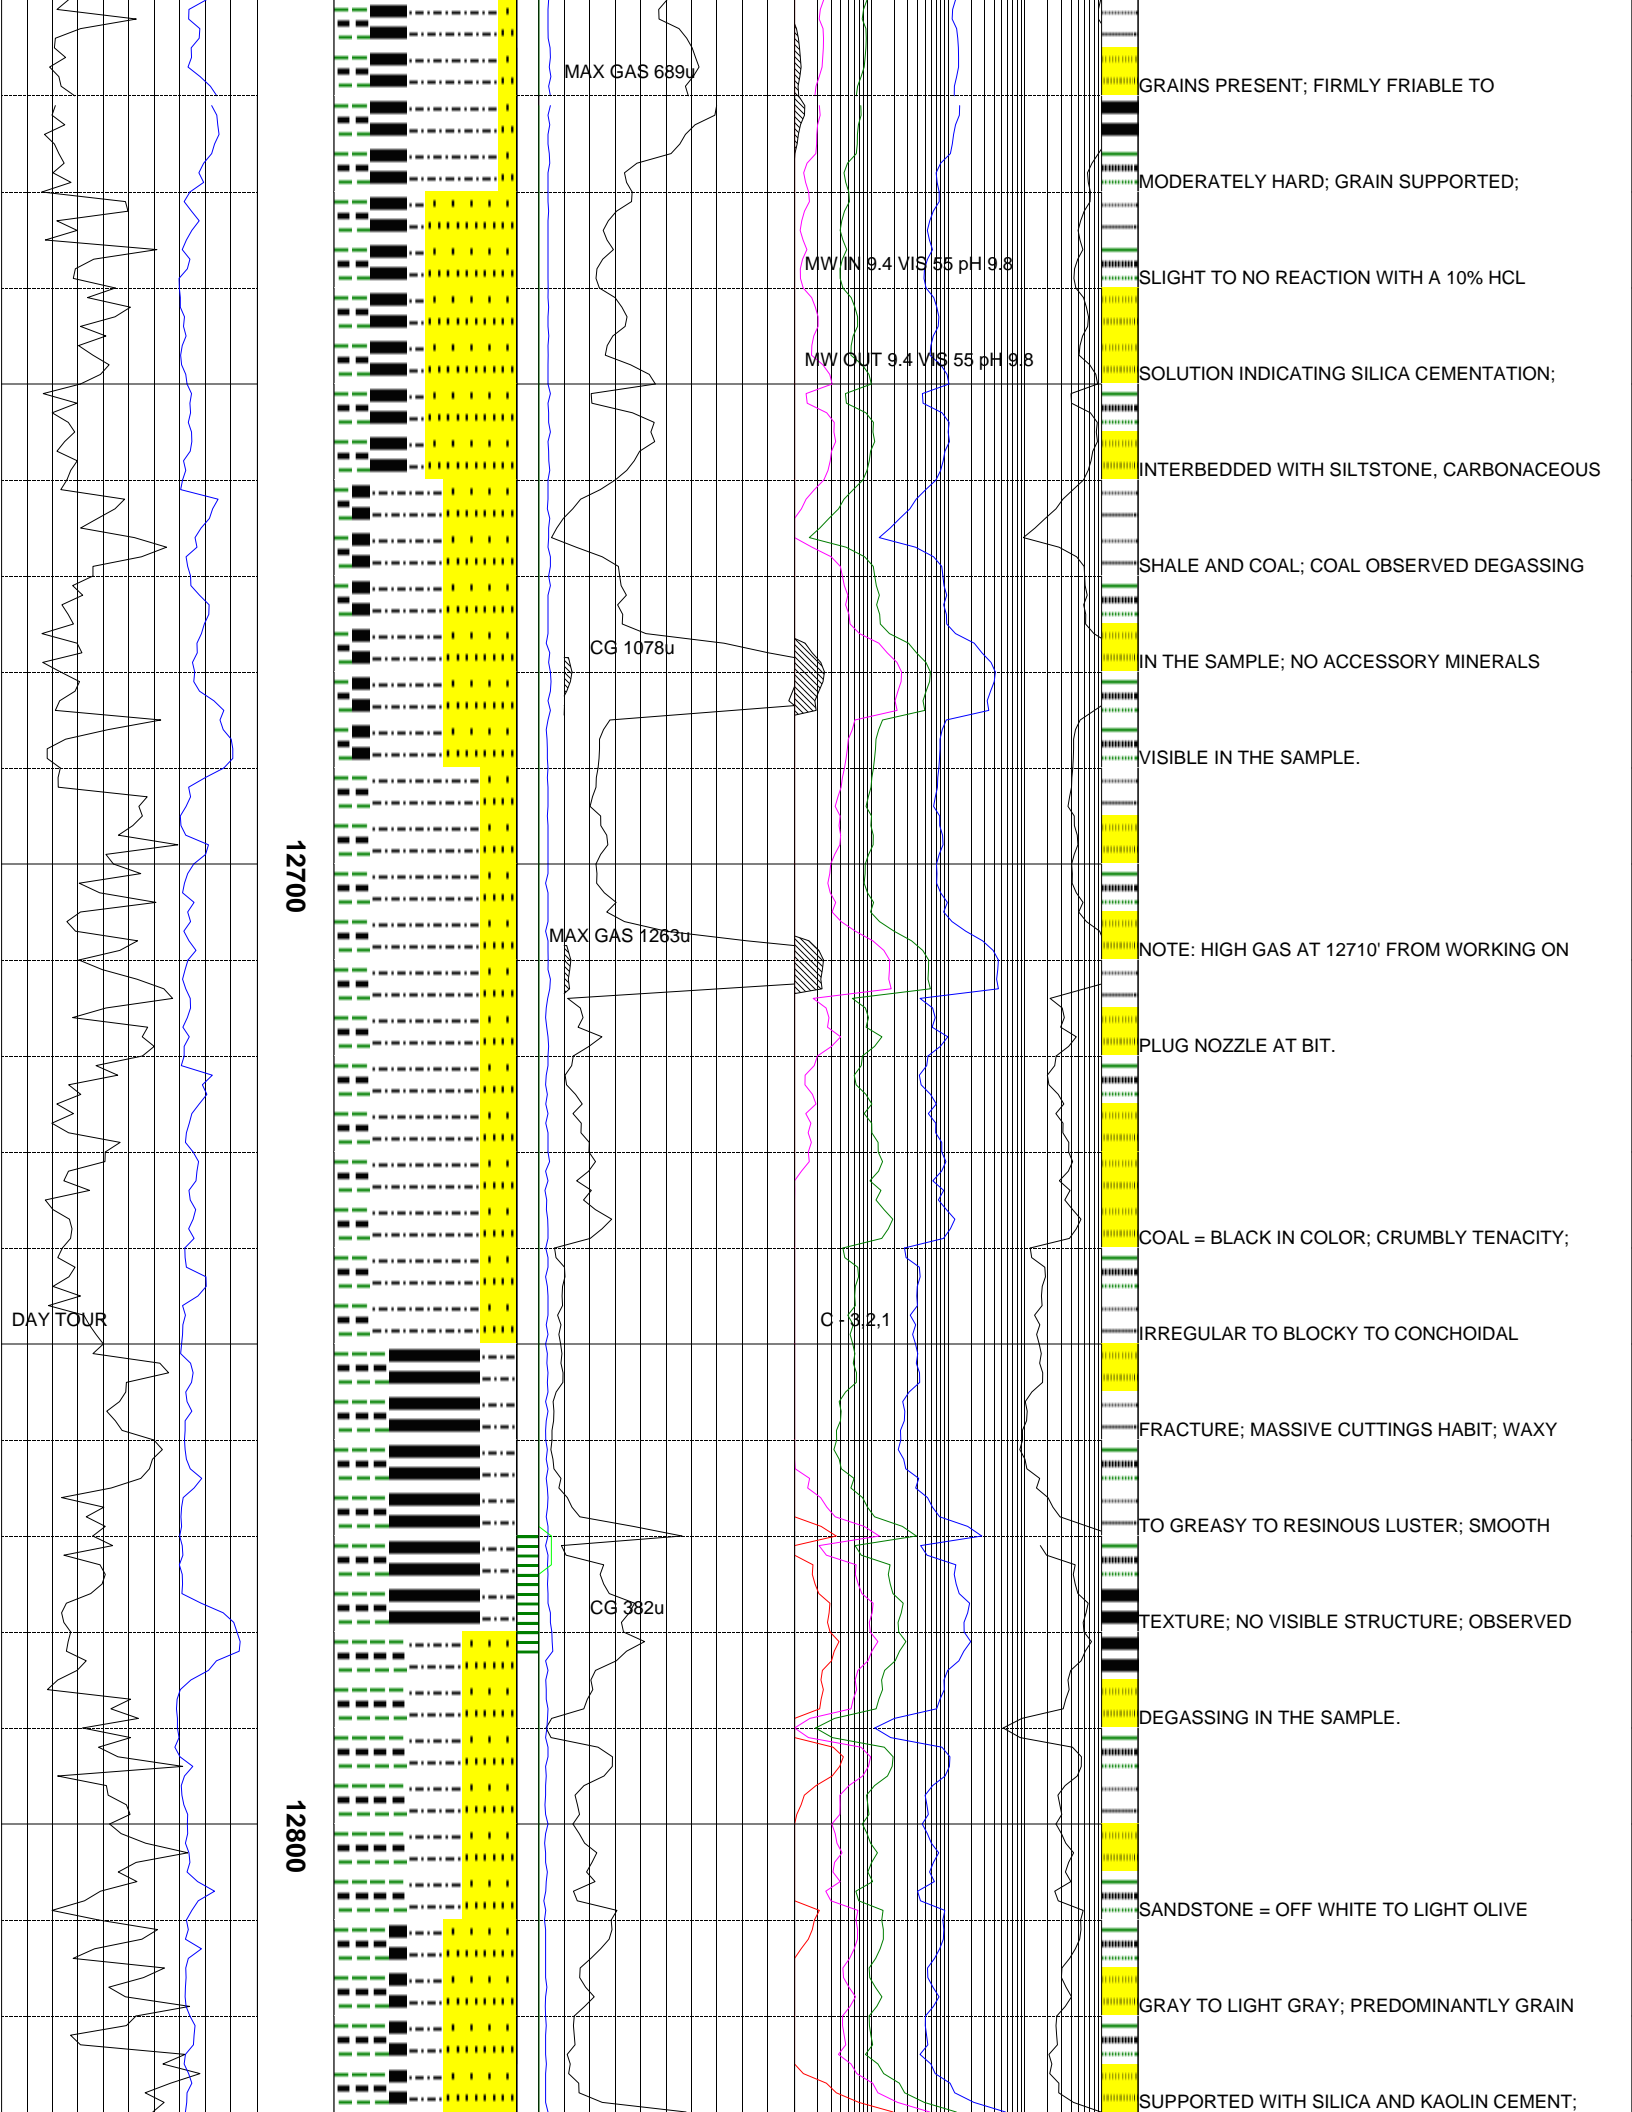 MAX GAS 689u
GRAINS PRESENT; FIRMLY FRIABLE TO
MODERATELY HARD; GRAIN SUPPORTED;
MW IN 9.4 VIS 55 pH 9.8
SLIGHT TO NO REACTION WITH A 10% HCL
MW OUT 9.4 VIS 55 pH 9.8
SOLUTION INDICATING SILICA CEMENTATION;
INTERBEDDED WITH SILTSTONE, CARBONACEOUS
SHALE AND COAL; COAL OBSERVED DEGASSING
CG 1078u
IN THE SAMPLE; NO ACCESSORY MINERALS
VISIBLE IN THE SAMPLE.
12700
MAX GAS 1263u
NOTE: HIGH GAS AT 12710' FROM WORKING ON
PLUG NOZZLE AT BIT.
COAL = BLACK IN COLOR; CRUMBLY TENACITY;
DAY TOUR
C - 3,2,1
IRREGULAR TO BLOCKY TO CONCHOIDAL
FRACTURE; MASSIVE CUTTINGS HABIT; WAXY
TO GREASY TO RESINOUS LUSTER; SMOOTH
CG 382u
TEXTURE; NO VISIBLE STRUCTURE; OBSERVED
DEGASSING IN THE SAMPLE.
12800
SANDSTONE = OFF WHITE TO LIGHT OLIVE
GRAY TO LIGHT GRAY; PREDOMINANTLY GRAIN
SUPPORTED WITH SILICA AND KAOLIN CEMENT;